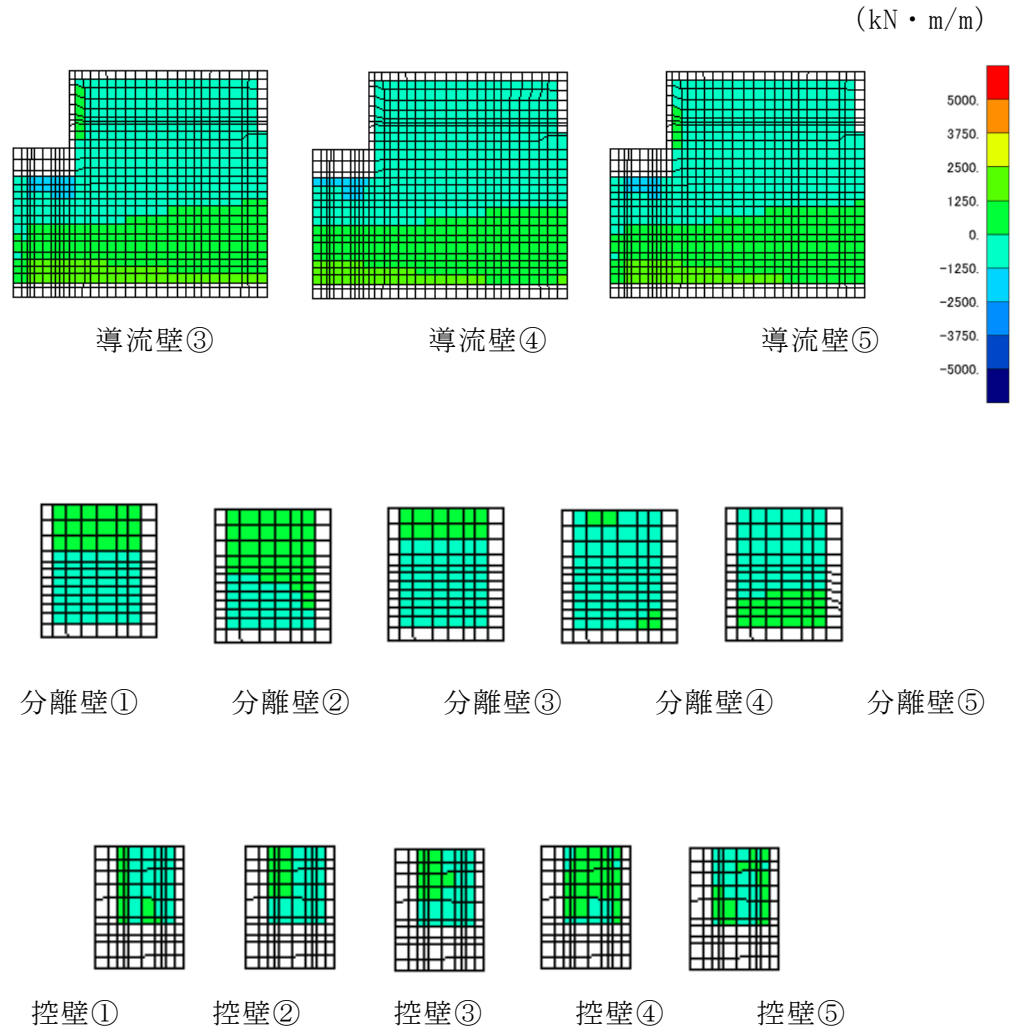 (kN・m/m)
5000.
3750.
2500.
1250.
0.
-1250.
-2500.
-3750.
-5000.
導流壁③ 導流壁④ 導流壁⑤
分離壁① 分離壁② 分離壁③ 分離壁④ 分離壁⑤
控壁① 控壁② 控壁③ 控壁④ 控壁⑤